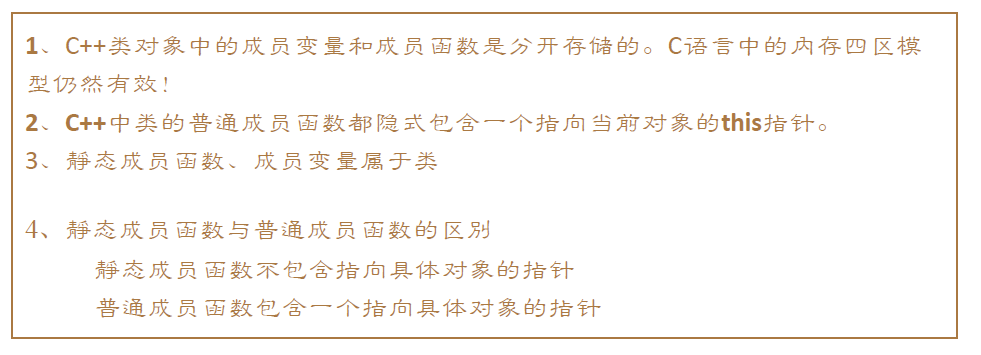 1、C++类对象中的成员变量和成员函数是分开存储的。C语言中的内存四区模
型仍然有效！
2、C++中类的普通成员函数都隐式包含一个指向当前对象的this指针。
3、静态成员函数、成员变量属于类
4、静态成员函数与普通成员函数的区别
静态成员函数不包含指向具体对象的指针
普通成员函数包含一个指向具体对象的指针